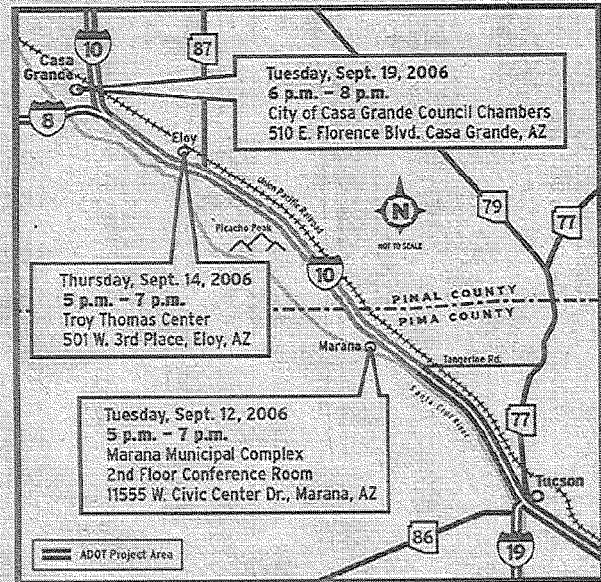 10
87
Casa
Grande
8
Tuesday, Sept. 19, 2006
6 p.m. – 8 p.m.
City of Casa Grande Council Chambers
510 E. Florence Blvd. Casa Grande, AZ
Eloy
Union Pacific Railroad
Picacho Peak
N
NOT TO SCALE
79
77
10
Thursday, Sept. 14, 2006
5 p.m. – 7 p.m.
Troy Thomas Center
501 W. 3rd Place, Eloy, AZ
PINAL COUNTY
PIMA COUNTY
Marana
Tangerine Rd.
Santa Cruz River
Tuesday, Sept. 12, 2006
5 p.m. – 7 p.m.
Marana Municipal Complex
2nd Floor Conference Room
11555 W. Civic Center Dr., Marana, AZ
77
Tucson
86
19
ADOT Project Area